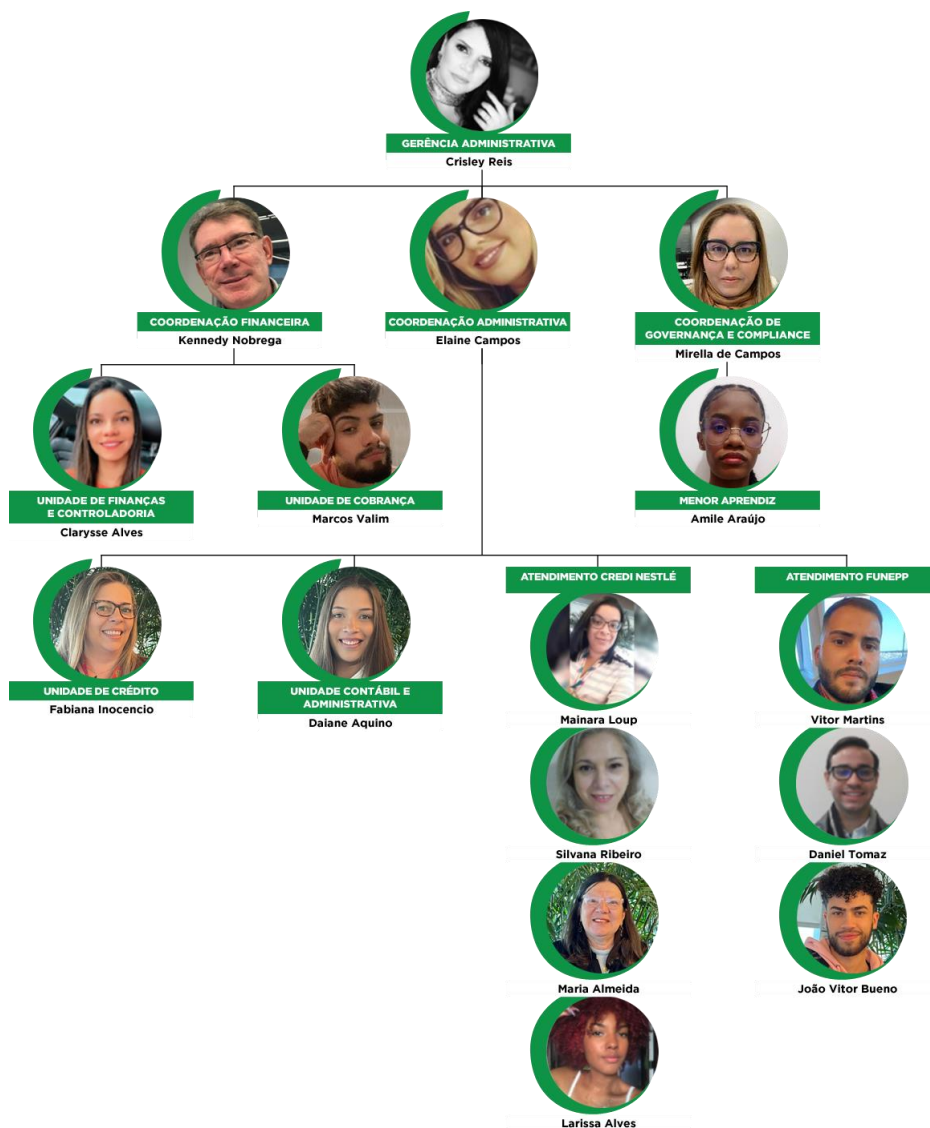 GERÊNCIA ADMINISTRATIVA
Crisley Reis
COORDENAÇÃO FINANCEIRA
Kennedy Nobrega
COORDENAÇÃO ADMINISTRATIVA
Elaine Campos
COORDENAÇÃO DE
GOVERNANÇA E COMPLIANCE
Mirella de Campos
UNIDADE DE FINANÇAS
E CONTROLADORIA
Clarysse Alves
UNIDADE DE COBRANÇA
Marcos Valim
MENOR APRENDIZ
Amile Araújo
UNIDADE DE CRÉDITO
Fabiana Inocencio
UNIDADE CONTÁBIL E
ADMINISTRATIVA
Daiane Aquino
ATENDIMENTO CREDI NESTLÉ
Mainara Loup
Silvana Ribeiro
Maria Almeida
Larissa Alves
ATENDIMENTO FUNEPP
Vitor Martins
Daniel Tomaz
João Vitor Bueno